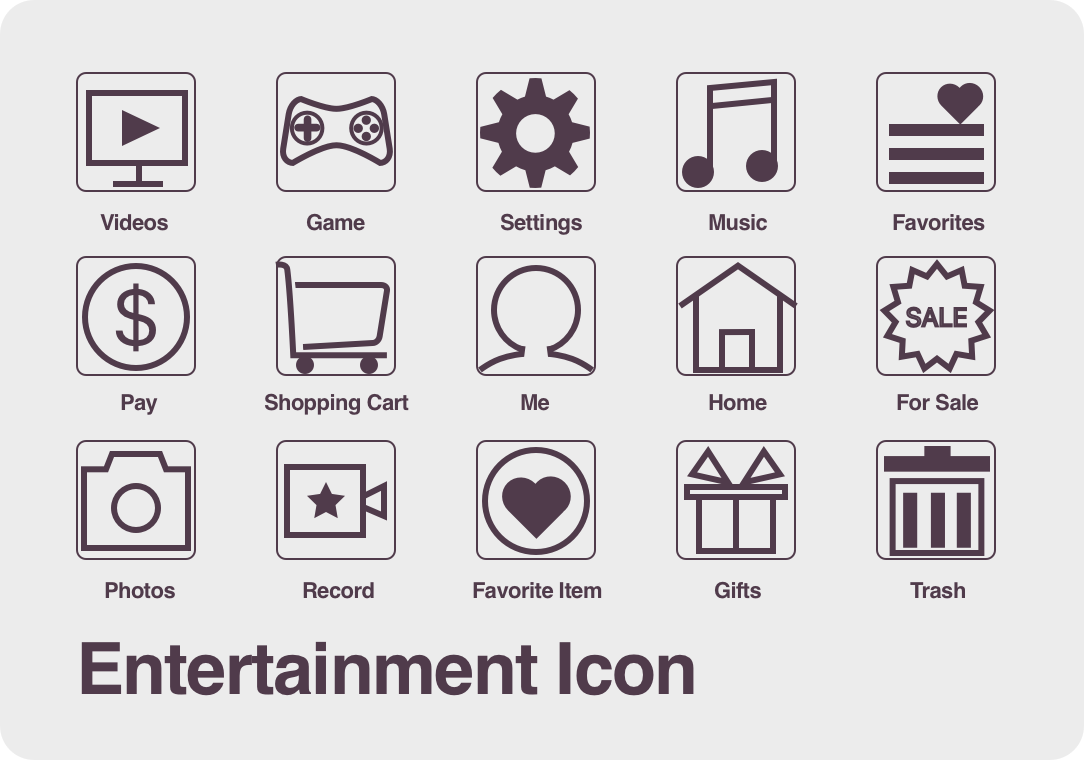 Videos
Game
Settings
Music
Favorites
$
SALE
Pay
Shopping Cart
Me
Home
For Sale
Photos
Record
Favorite Item
Gifts
Trash
Entertainment Icon